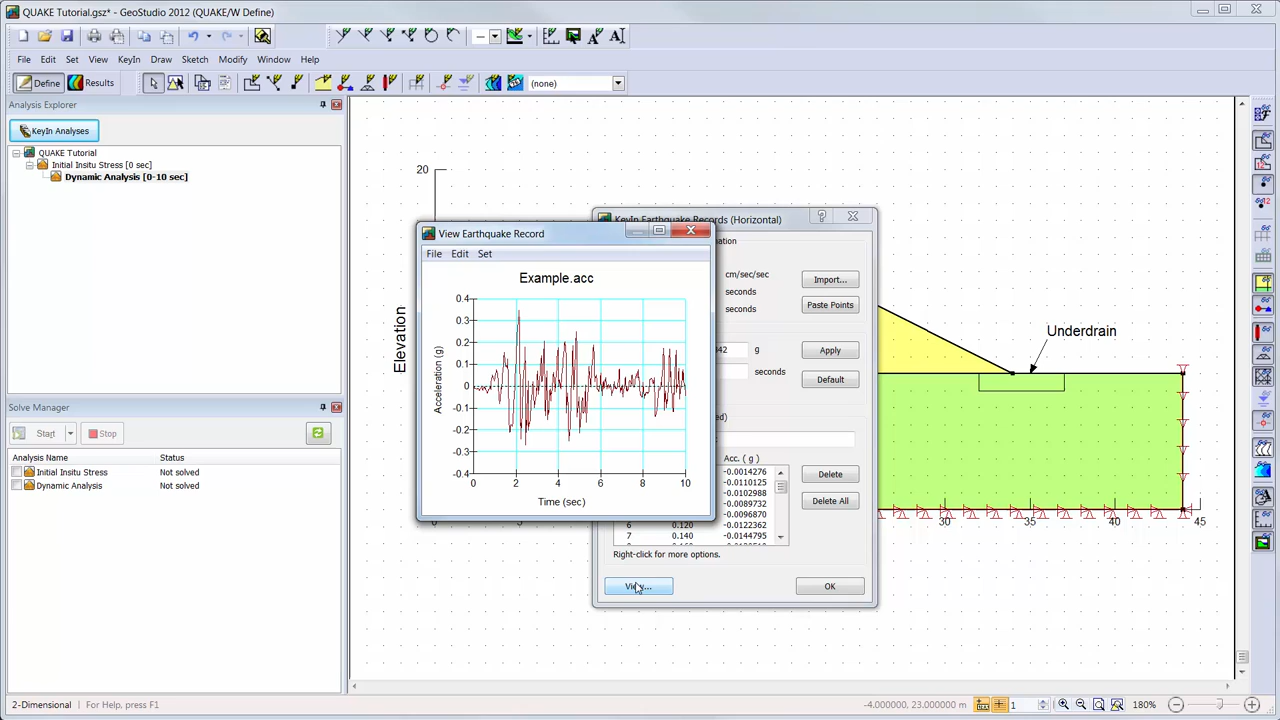 QUAKE Tutorial.gsz* - GeoStudio 2012 (QUAKE/W Define)
File Edit Set View KeyIn Draw Sketch Modify Window Help
Define Results (none)
Analysis Explorer
KeyIn Analyses
QUAKE Tutorial
Initial Insitu Stress [0 sec]
Dynamic Analysis [0-10 sec]
Solve Manager
Start Stop
Analysis Name Status
Initial Insitu Stress Not solved
Dynamic Analysis Not solved
20
Elevation
KeyIn Earthquake Records (Horizontal)
cm/sec/sec
Import...
seconds
seconds
Paste Points
g
Apply
seconds
Default
Acc. ( g )
-0.0014276
-0.0110125
-0.0102988
-0.0089732
-0.0096870
6 0.120 -0.0122362
7 0.140 -0.0144795
Delete
Delete All
Right-click for more options.
OK
View Earthquake Record
File Edit Set
Example.acc
Acceleration (g)
0.4
0.3
0.2
0.1
0
-0.1
-0.2
-0.3
-0.4
0 2 4 6 8 10
Time (sec)
Underdrain
30 35 40 45
2-Dimensional For Help, press F1
-4.000000, 23.000000 m
1
180%